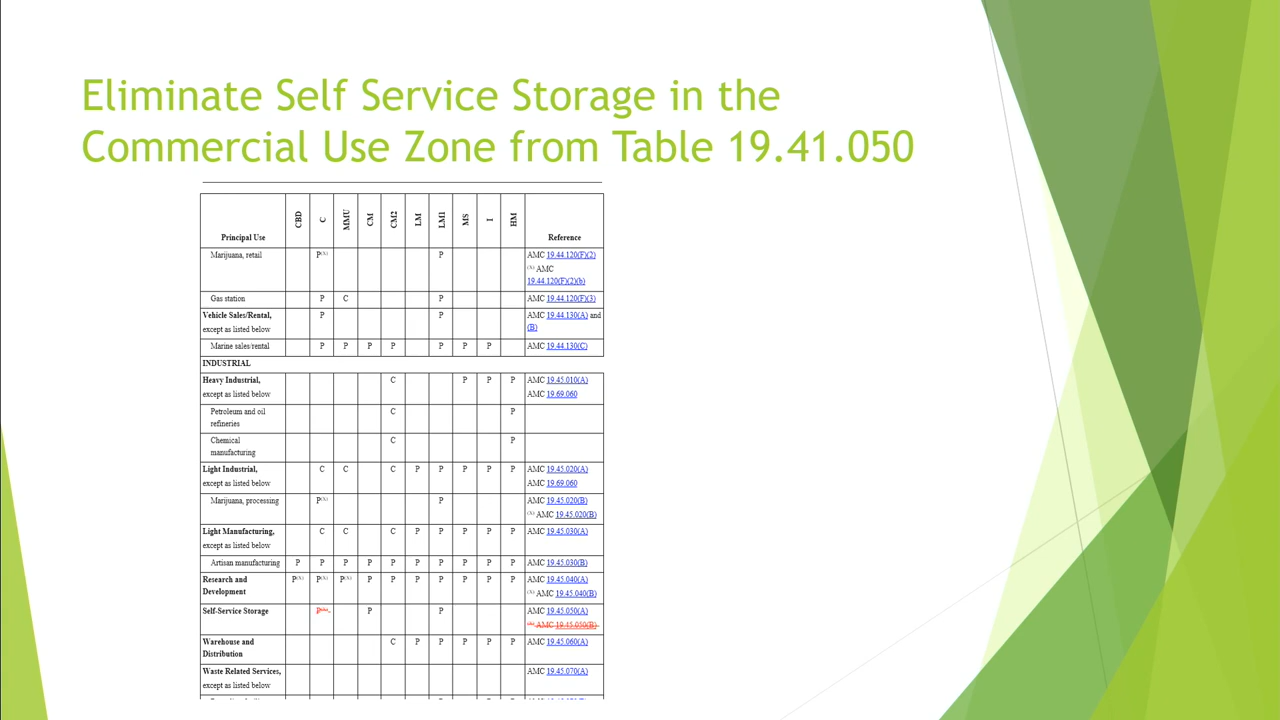 Eliminate Self Service Storage in the
Commercial Use Zone from Table 19.41.050
Principal Use CBD C MMU CM CM2 LM LM1 MS I HM Reference
Marijuana, retail P(X) P AMC 19.44.120(F)(2)
(X) AMC
19.44.120(F)(2)(b)
Gas station P C P AMC 19.44.120(F)(3)
Vehicle Sales/Rental, P P AMC 19.44.130(A) and
except as listed below (B)
Marine sales/rental P P P P P P P AMC 19.44.130(C)
INDUSTRIAL
Heavy Industrial, C P P P AMC 19.45.010(A)
except as listed below AMC 19.69.060
Petroleum and oil C P
refineries
Chemical C P
manufacturing
Light Industrial, C C C P P P P P AMC 19.45.020(A)
except as listed below AMC 19.69.060
Marijuana, processing P(X) P AMC 19.45.020(B)
(X) AMC 19.45.020(B)
Light Manufacturing, C C C P P P P P AMC 19.45.030(A)
except as listed below
Artisan manufacturing P P P P P P P P P P AMC 19.45.030(B)
Research and P(X) P(X) P(X) P P P P P P P AMC 19.45.040(A)
Development (X) AMC 19.45.040(B)
Self-Service Storage P P P AMC 19.45.050(A)
AMC 19.45.050(B)
Warehouse and C P P P P P AMC 19.45.060(A)
Distribution
Waste Related Services, AMC 19.45.070(A)
except as listed below